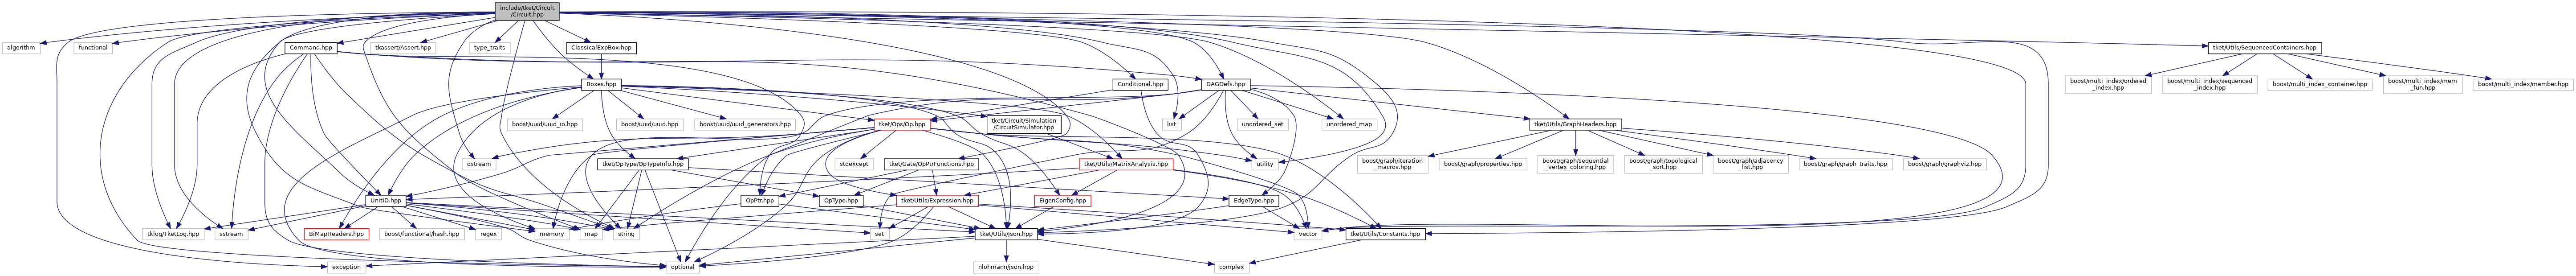 include/tket/Circuit
/Circuit.hpp
algorithm
functional
Command.hpp
tkassert/Assert.hpp
type_traits
ClassicalExpBox.hpp
tket/Utils/SequencedContainers.hpp
Boxes.hpp
Conditional.hpp
DAGDefs.hpp
boost/multi_index/ordered
_index.hpp
boost/multi_index/sequenced
_index.hpp
boost/multi_index_container.hpp
boost/multi_index/mem
_fun.hpp
boost/multi_index/member.hpp
boost/uuid/uuid_io.hpp
boost/uuid/uuid.hpp
boost/uuid/uuid_generators.hpp
tket/Ops/Op.hpp
tket/Circuit/Simulation
/CircuitSimulator.hpp
list
unordered_set
unordered_map
tket/Utils/GraphHeaders.hpp
ostream
tket/OpType/OpTypeInfo.hpp
stdexcept
tket/Gate/OpPtrFunctions.hpp
tket/Utils/MatrixAnalysis.hpp
utility
boost/graph/iteration
_macros.hpp
boost/graph/properties.hpp
boost/graph/sequential
_vertex_coloring.hpp
boost/graph/topological
_sort.hpp
boost/graph/adjacency
_list.hpp
boost/graph/graph_traits.hpp
boost/graph/graphviz.hpp
UnitID.hpp
OpPtr.hpp
OpType.hpp
tket/Utils/Expression.hpp
EigenConfig.hpp
EdgeType.hpp
tklog/TketLog.hpp
sstream
BiMapHeaders.hpp
boost/functional/hash.hpp
regex
memory
map
string
set
tket/Utils/Json.hpp
vector
tket/Utils/Constants.hpp
exception
optional
nlohmann/json.hpp
complex